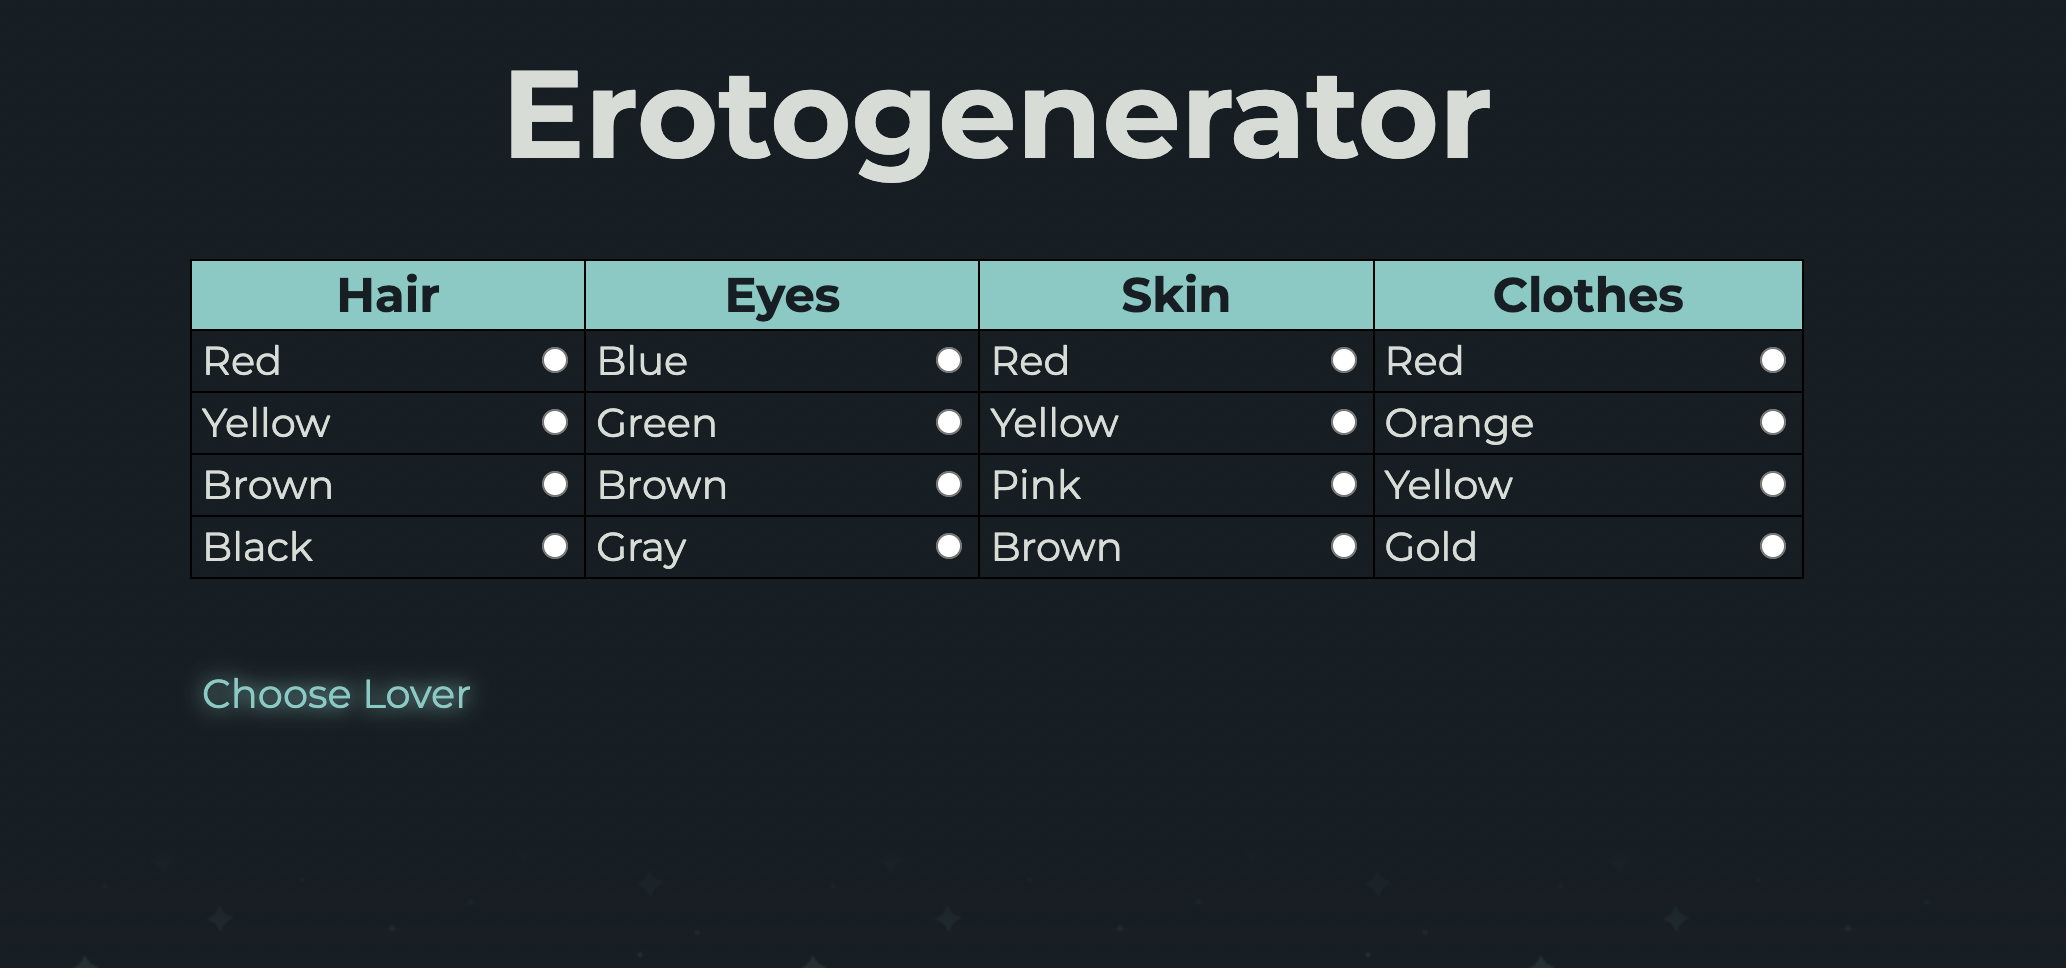 Erotogenerator
Hair Eyes Skin Clothes
Red Blue Red Red
Yellow Green Yellow Orange
Brown Brown Pink Yellow
Black Gray Brown Gold
Choose Lover